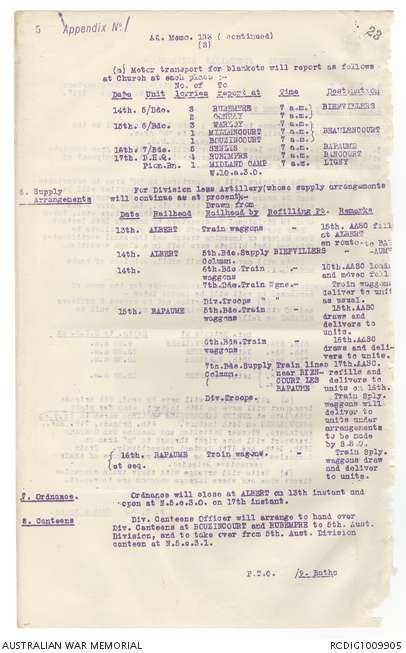 5 Appendix No 1
23
AQ. Memo. 138 ( continued)
(2)
(c) Motor transport for blankets will report as follows
at Church at each place :-
No. of To
Date Unit lorries report at Time Destination
14th. 5/Bde. 3 RUBEMPRE 7 a.m.) BIEFVILLERS
2 7 a.m.)
15th. 6/Bde. 3 WARLOY 7 a.m.)
1 MILLENCOURT 7 a.m.) BEAULENCOURT
1 BOUZINCOURT 7 a.m.)
16th. 7/Bde. 5 SENLIS 7 a.m. BAPAUME
17th. D.H.Q. 4 RUBEMPRE 7 a.m. BANCOURT
Pion.Bn. 1 MIDLAND CAMP 7 a.m. LIGNY
W.10.a.3.0.
6. Supply For Division less Artillery(whose supply arrangements
Arrangements will continue as at present:-
Drawn from
Date Railhead Railhead by Refilling Pt. Remarks
13th. ALBERT Train waggons " 15th. AASC fill
at ALBERT
en route to BAP
14th. ALBERT 5th.Bde.Supply BIEFVILLERS -AUME
Column.
14th. 6th.Bde.Train " 16th.AASC loads
waggons and moves full
7th.Bde.Train Wgns. " Train waggons
deliver to units
Div.Troops " " as usual.
15th. BAPAUME 5th.Bde.Train " 15th.AASC
waggons draws and
delivers to
units.
6th.Bde.Train " 16th.AASC
waggons draws and deli-
vers to units.
7th.Bde.Supply Train lines 17th.AASC.
Column. near RIEN- refills and
COURT LES delivers to
BAPAUME units on 16th.
Div.Troops. Train Sply.
waggons will
deliver to
units under
arrangements
to be made
by S.S.O.
16th. BAPAUME Train wagons. " Train Sply.
et seq. waggons draw
and deliver
to units.
7. Ordnance. Ordnance will close at ALBERT on 13th instant and
open at N.5.c.3.0. on 17th instant.
8. Canteens Div. Canteens Officer will arrange to hand over
Div. Canteens at BOUZINCOURT and RUBEMPRE to 5th. Aust.
Division, and to take over from 5th. Aust. Division
canteen at N.5.c.3.1.
P.T.O. /9. Baths
AUSTRALIAN WAR MEMORIAL RCDIG1009905